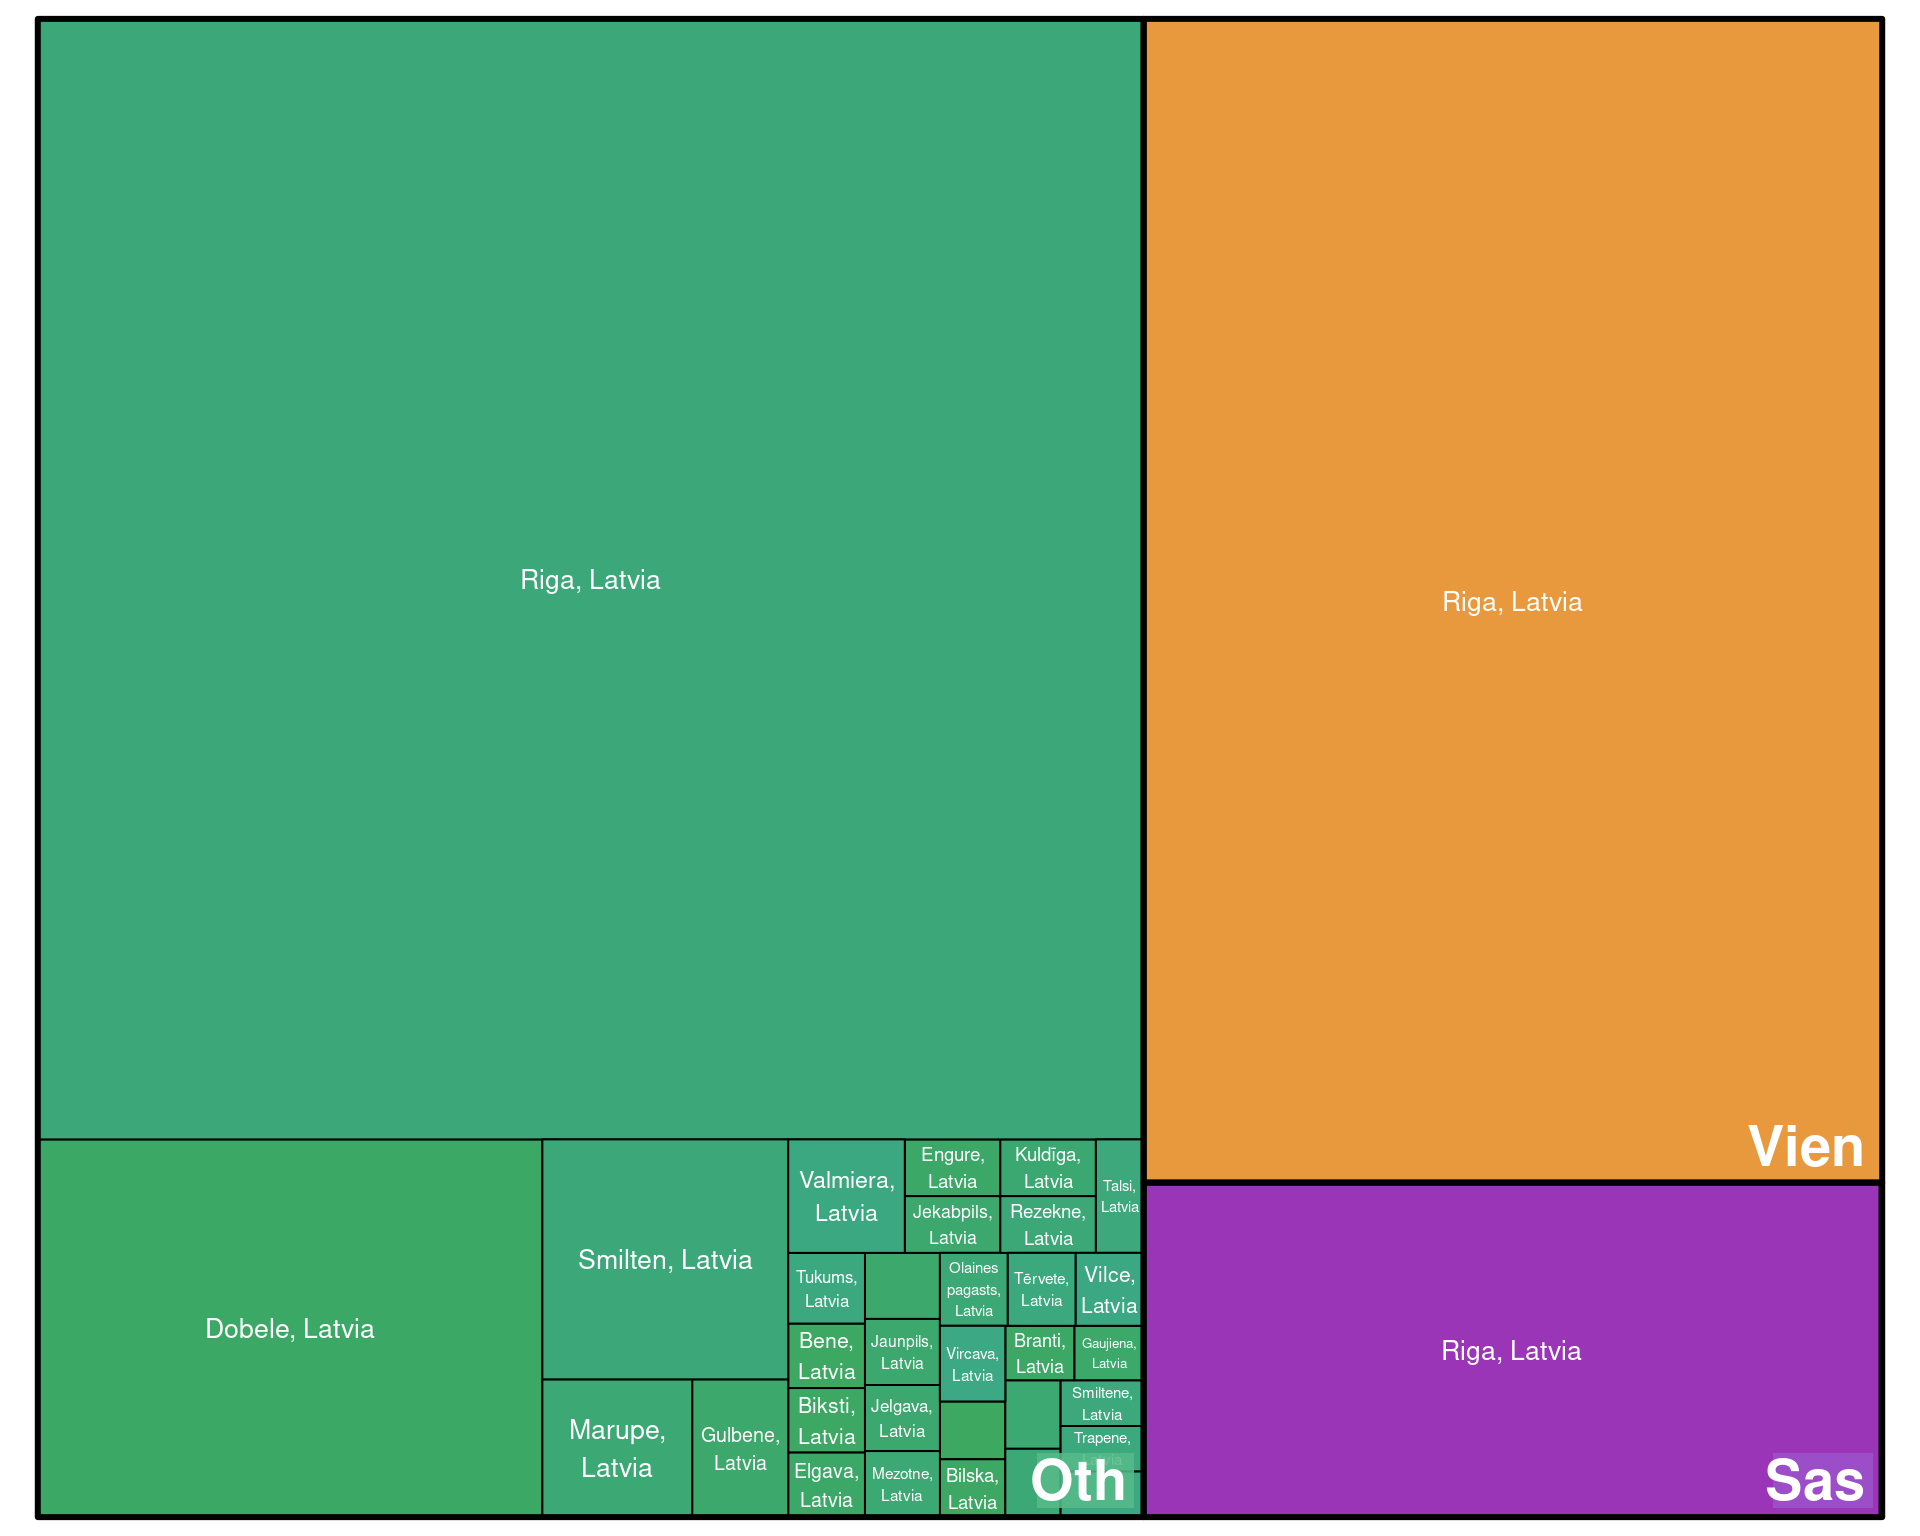 Riga, Latvia
Riga, Latvia
Vien
Engure,
Latvia
Kuldīga,
Latvia
Valmiera,
Latvia
Talsi,
Latvia
Jekabpils,
Latvia
Rezekne,
Latvia
Smilten, Latvia
Dobele, Latvia
Tukums,
Latvia
Olaines
pagasts,
Latvia
Tērvete,
Latvia
Vilce,
Latvia
Bene,
Latvia
Jaunpils,
Latvia
Vircava,
Latvia
Branti,
Latvia
Gaujiena,
Latvia
Marupe,
Latvia
Gulbene,
Latvia
Biksti,
Latvia
Jelgava,
Latvia
Smiltene,
Latvia
Trapene,
Elgava,
Latvia
Mezotne,
Latvia
Bilska,
Latvia
Oth
Riga, Latvia
Sas